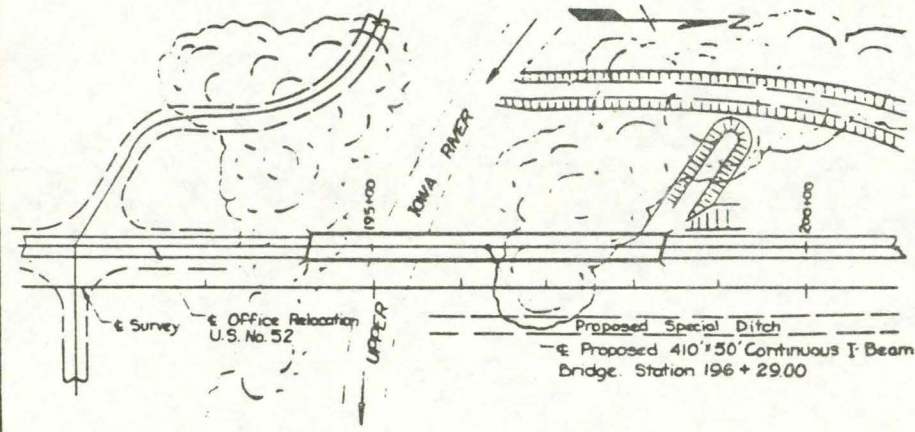 N
IOWA RIVER
195+00
200+00
℄ Survey
℄ Office Relocation
U.S. No. 52
UPPER
Proposed Special Ditch
℄ Proposed 410' x 50' Continuous I-Beam
Bridge. Station 196 + 29.00